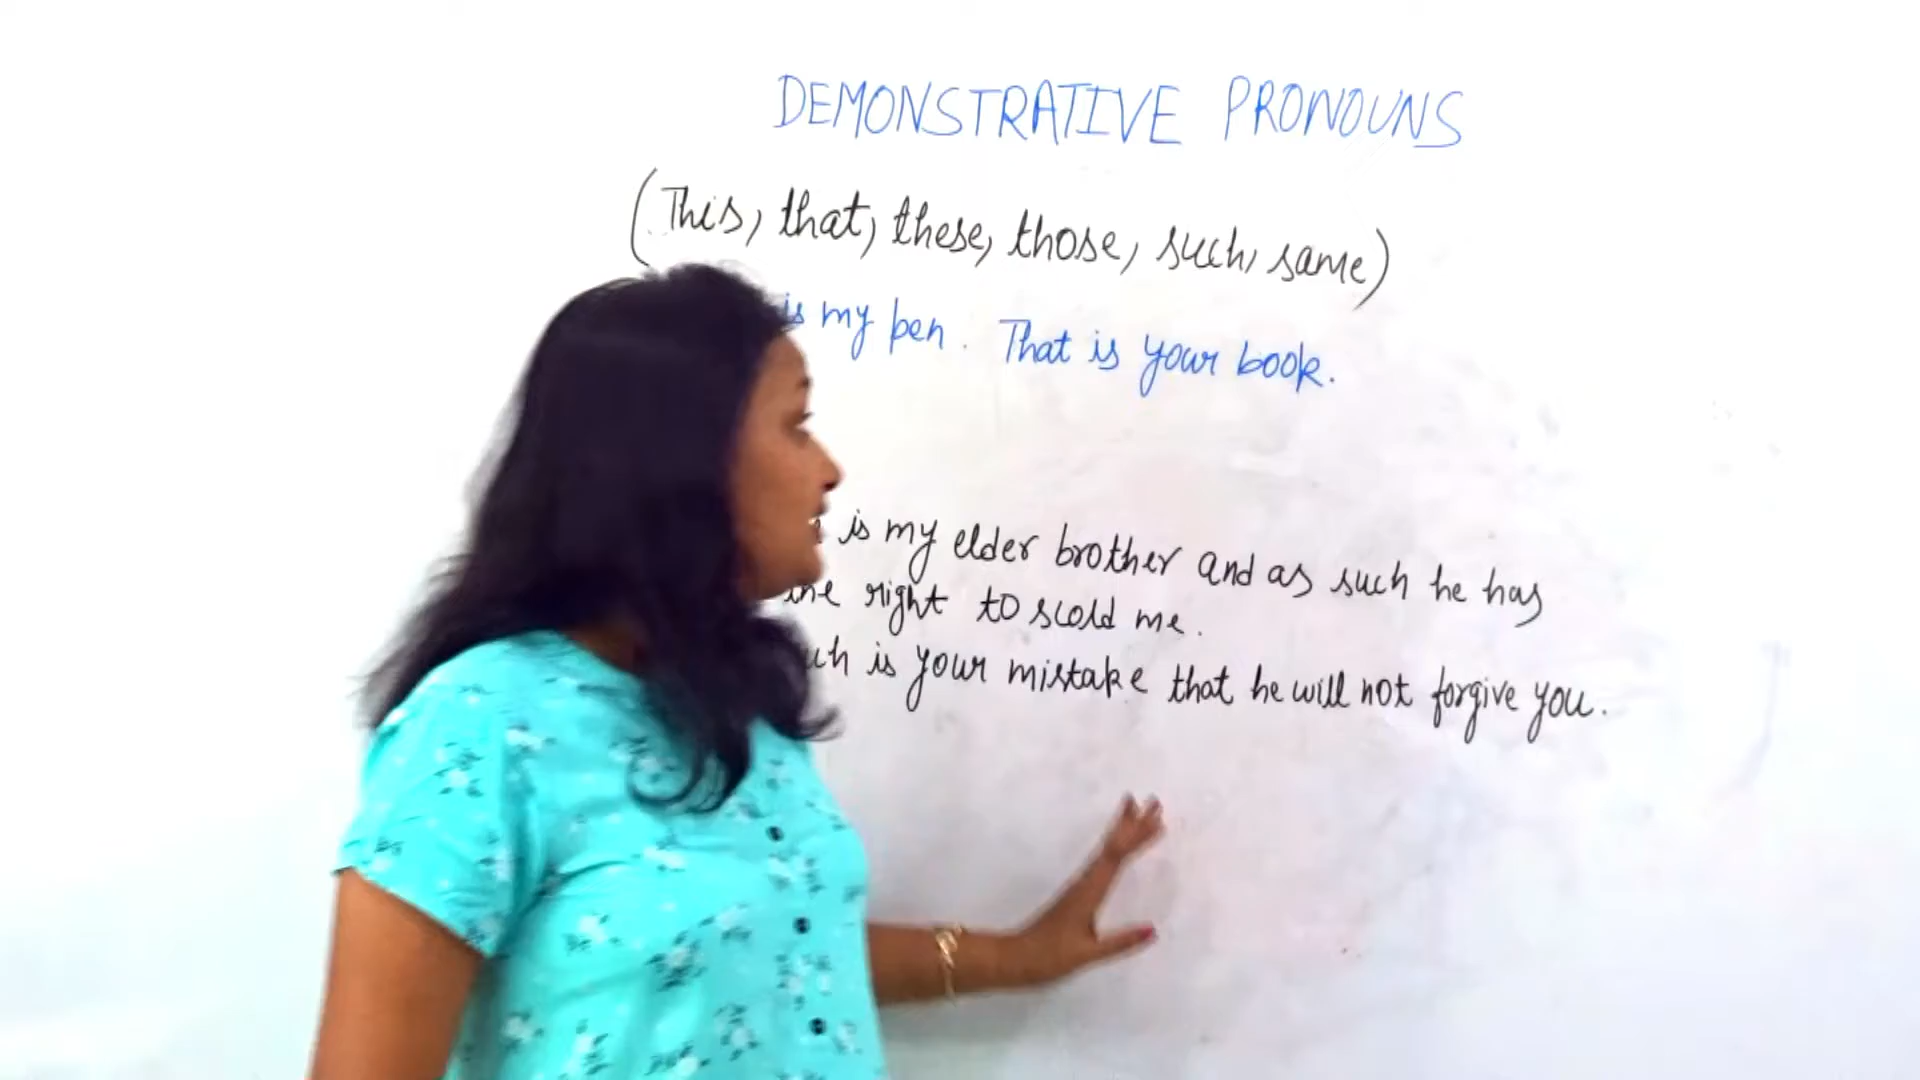 DEMONSTRATIVE PRONOUNS
(This, that, these, those, such, same)
is my pen. That is your book.
is my elder brother and as such he has
the right to scold me.
is your mistake that he will not forgive you.